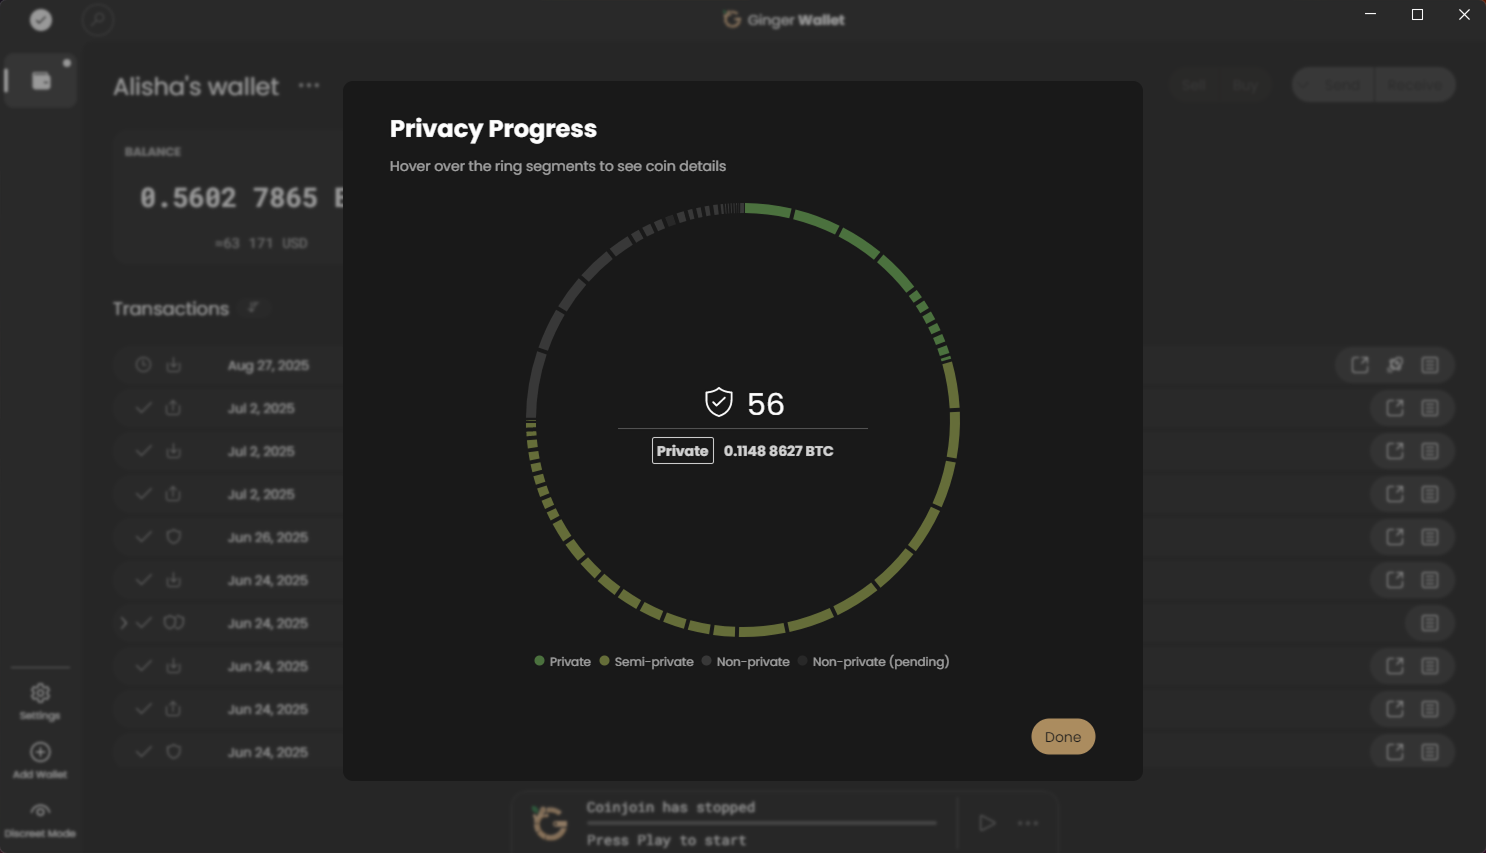 Ginger Wallet
Alisha's wallet
Sell Buy
Send Receive
BALANCE
0.5602 7865
≈63 171 USD
Transactions
Aug 27, 2025
Jul 2, 2025
Jul 2, 2025
Jul 2, 2025
Jun 26, 2025
Jun 24, 2025
Jun 24, 2025
Jun 24, 2025
Jun 24, 2025
Jun 24, 2025
Settings
Add Wallet
Discreet Mode
Privacy Progress
Hover over the ring segments to see coin details
56
Private 0.1148 8627 BTC
Private Semi-private Non-private Non-private (pending)
Done
Coinjoin has stopped
Press Play to start